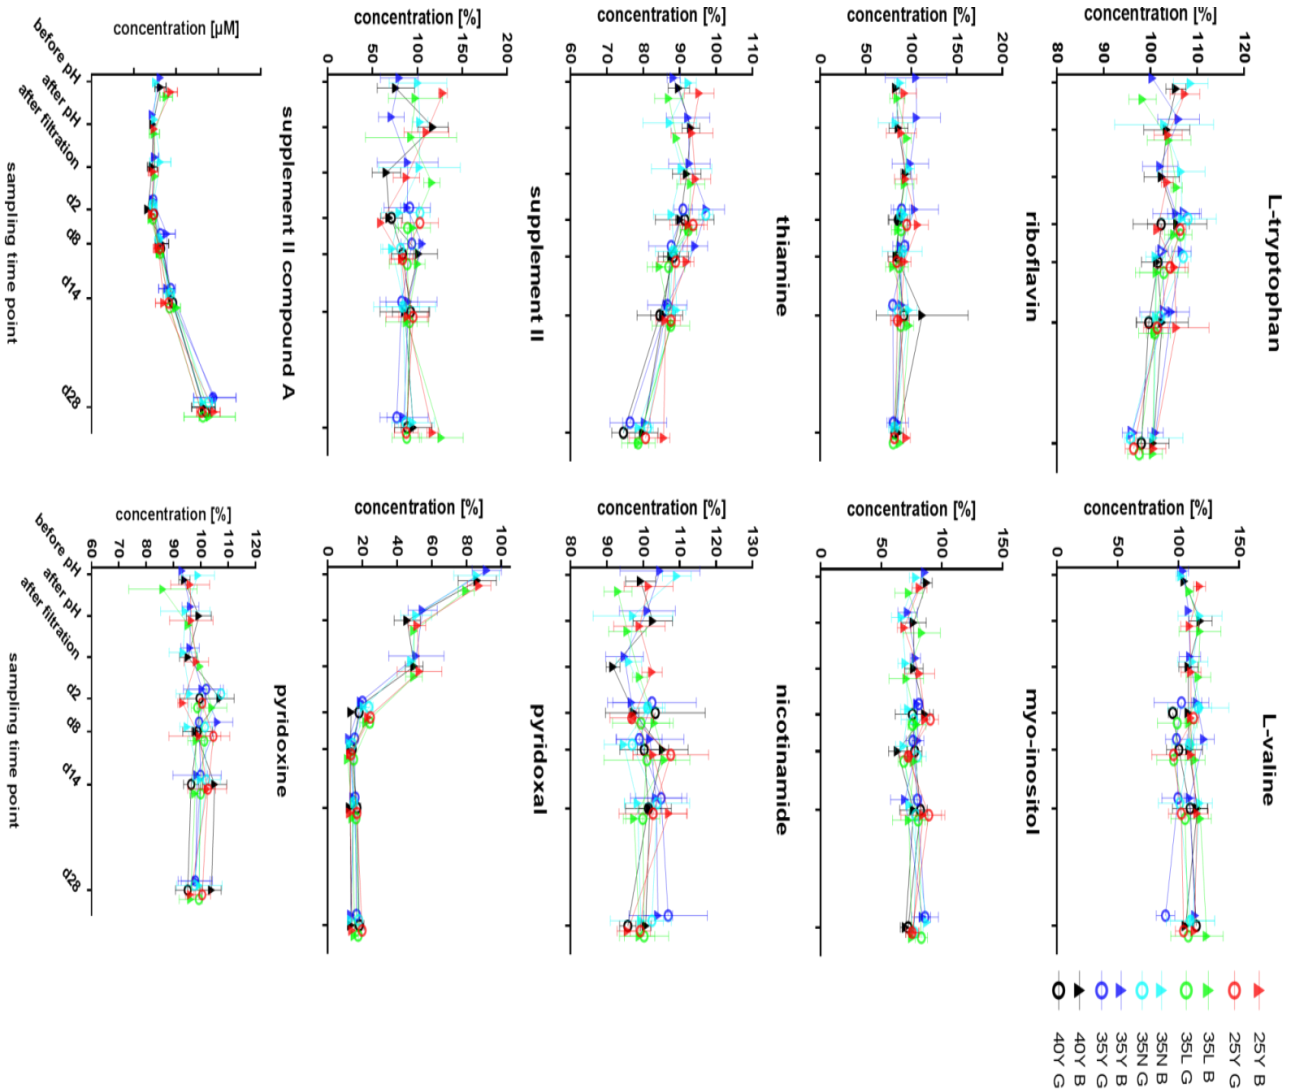 L-tryptophan
concentration [%]
120
110
100
90
80
L-valine
concentration [%]
150
100
50
0
25Y B
25Y G
35L B
35L G
35N B
35N G
35Y B
35Y G
40Y B
40Y G
riboflavin
concentration [%]
200
150
100
50
0
myo-inositol
concentration [%]
150
100
50
0
thiamine
concentration [%]
110
100
90
80
70
60
nicotinamide
concentration [%]
130
120
110
100
90
80
supplement II
concentration [%]
200
150
100
50
0
pyridoxal
concentration [%]
100
80
60
40
20
0
supplement II compound A
concentration [µM]
before pH
after pH
after filtration
d2
d8
d14
d28
sampling time point
pyridoxine
concentration [%]
120
110
100
90
80
70
60
before pH
after pH
after filtration
d2
d8
d14
d28
sampling time point